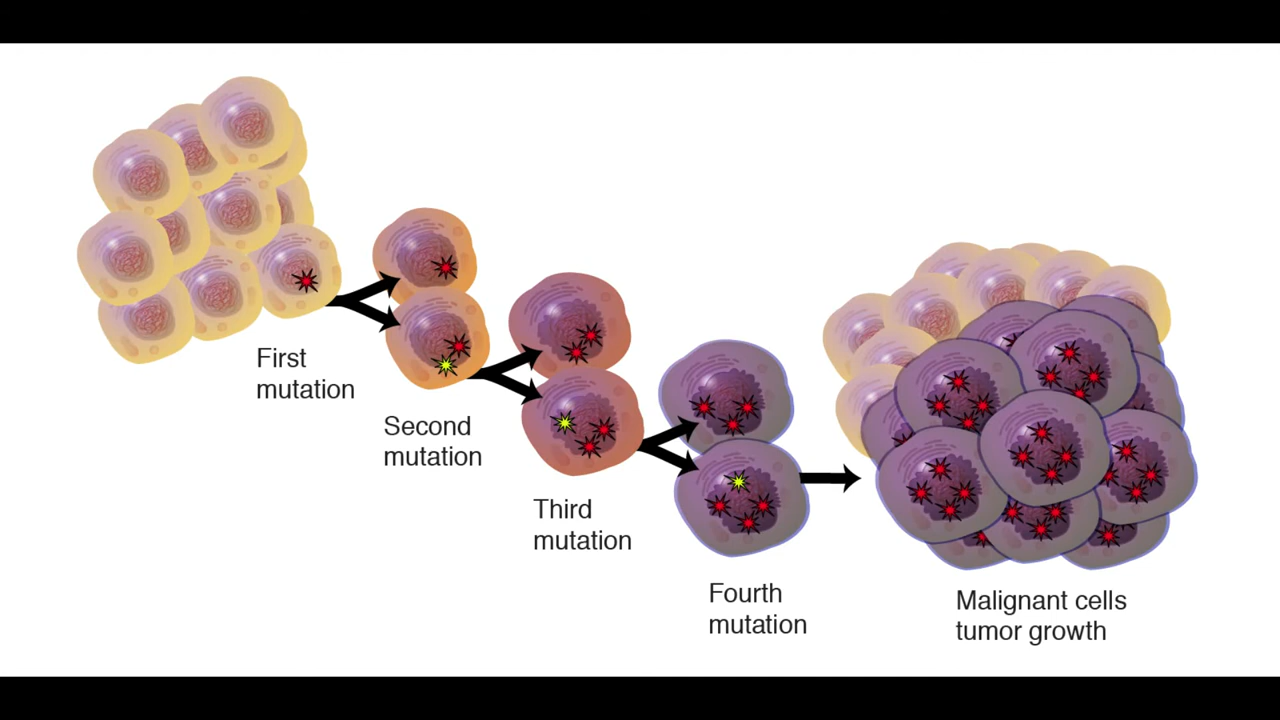 First
mutation
Second
mutation
Third
mutation
Fourth
mutation
Malignant cells
tumor growth